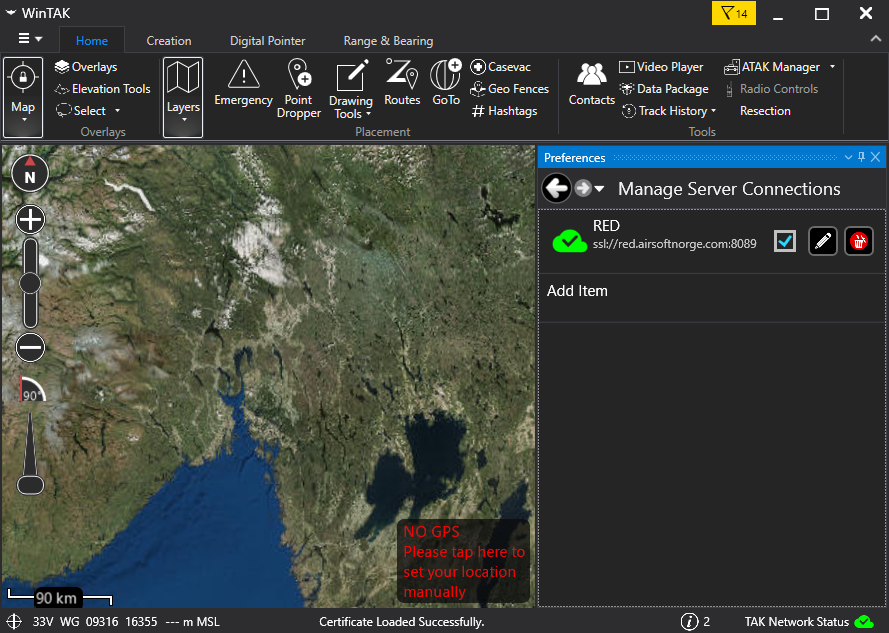 WinTAK
14
Home Creation Digital Pointer Range & Bearing
Map
Overlays
Elevation Tools
Select
Overlays
Layers
Emergency
Point
Dropper
Drawing
Tools
Routes
GoTo
Casevac
Geo Fences
Hashtags
Placement
Contacts
Video Player
Data Package
Track History
ATAK Manager
Radio Controls
Resection
Tools
N
90°
NO GPS
Please tap here to
set your location
manually
90 km
Preferences
Manage Server Connections
RED
ssl://red.airsoftnorge.com:8089
Add Item
33V WG 09316 16355 --- m MSL
Certificate Loaded Successfully.
2
TAK Network Status